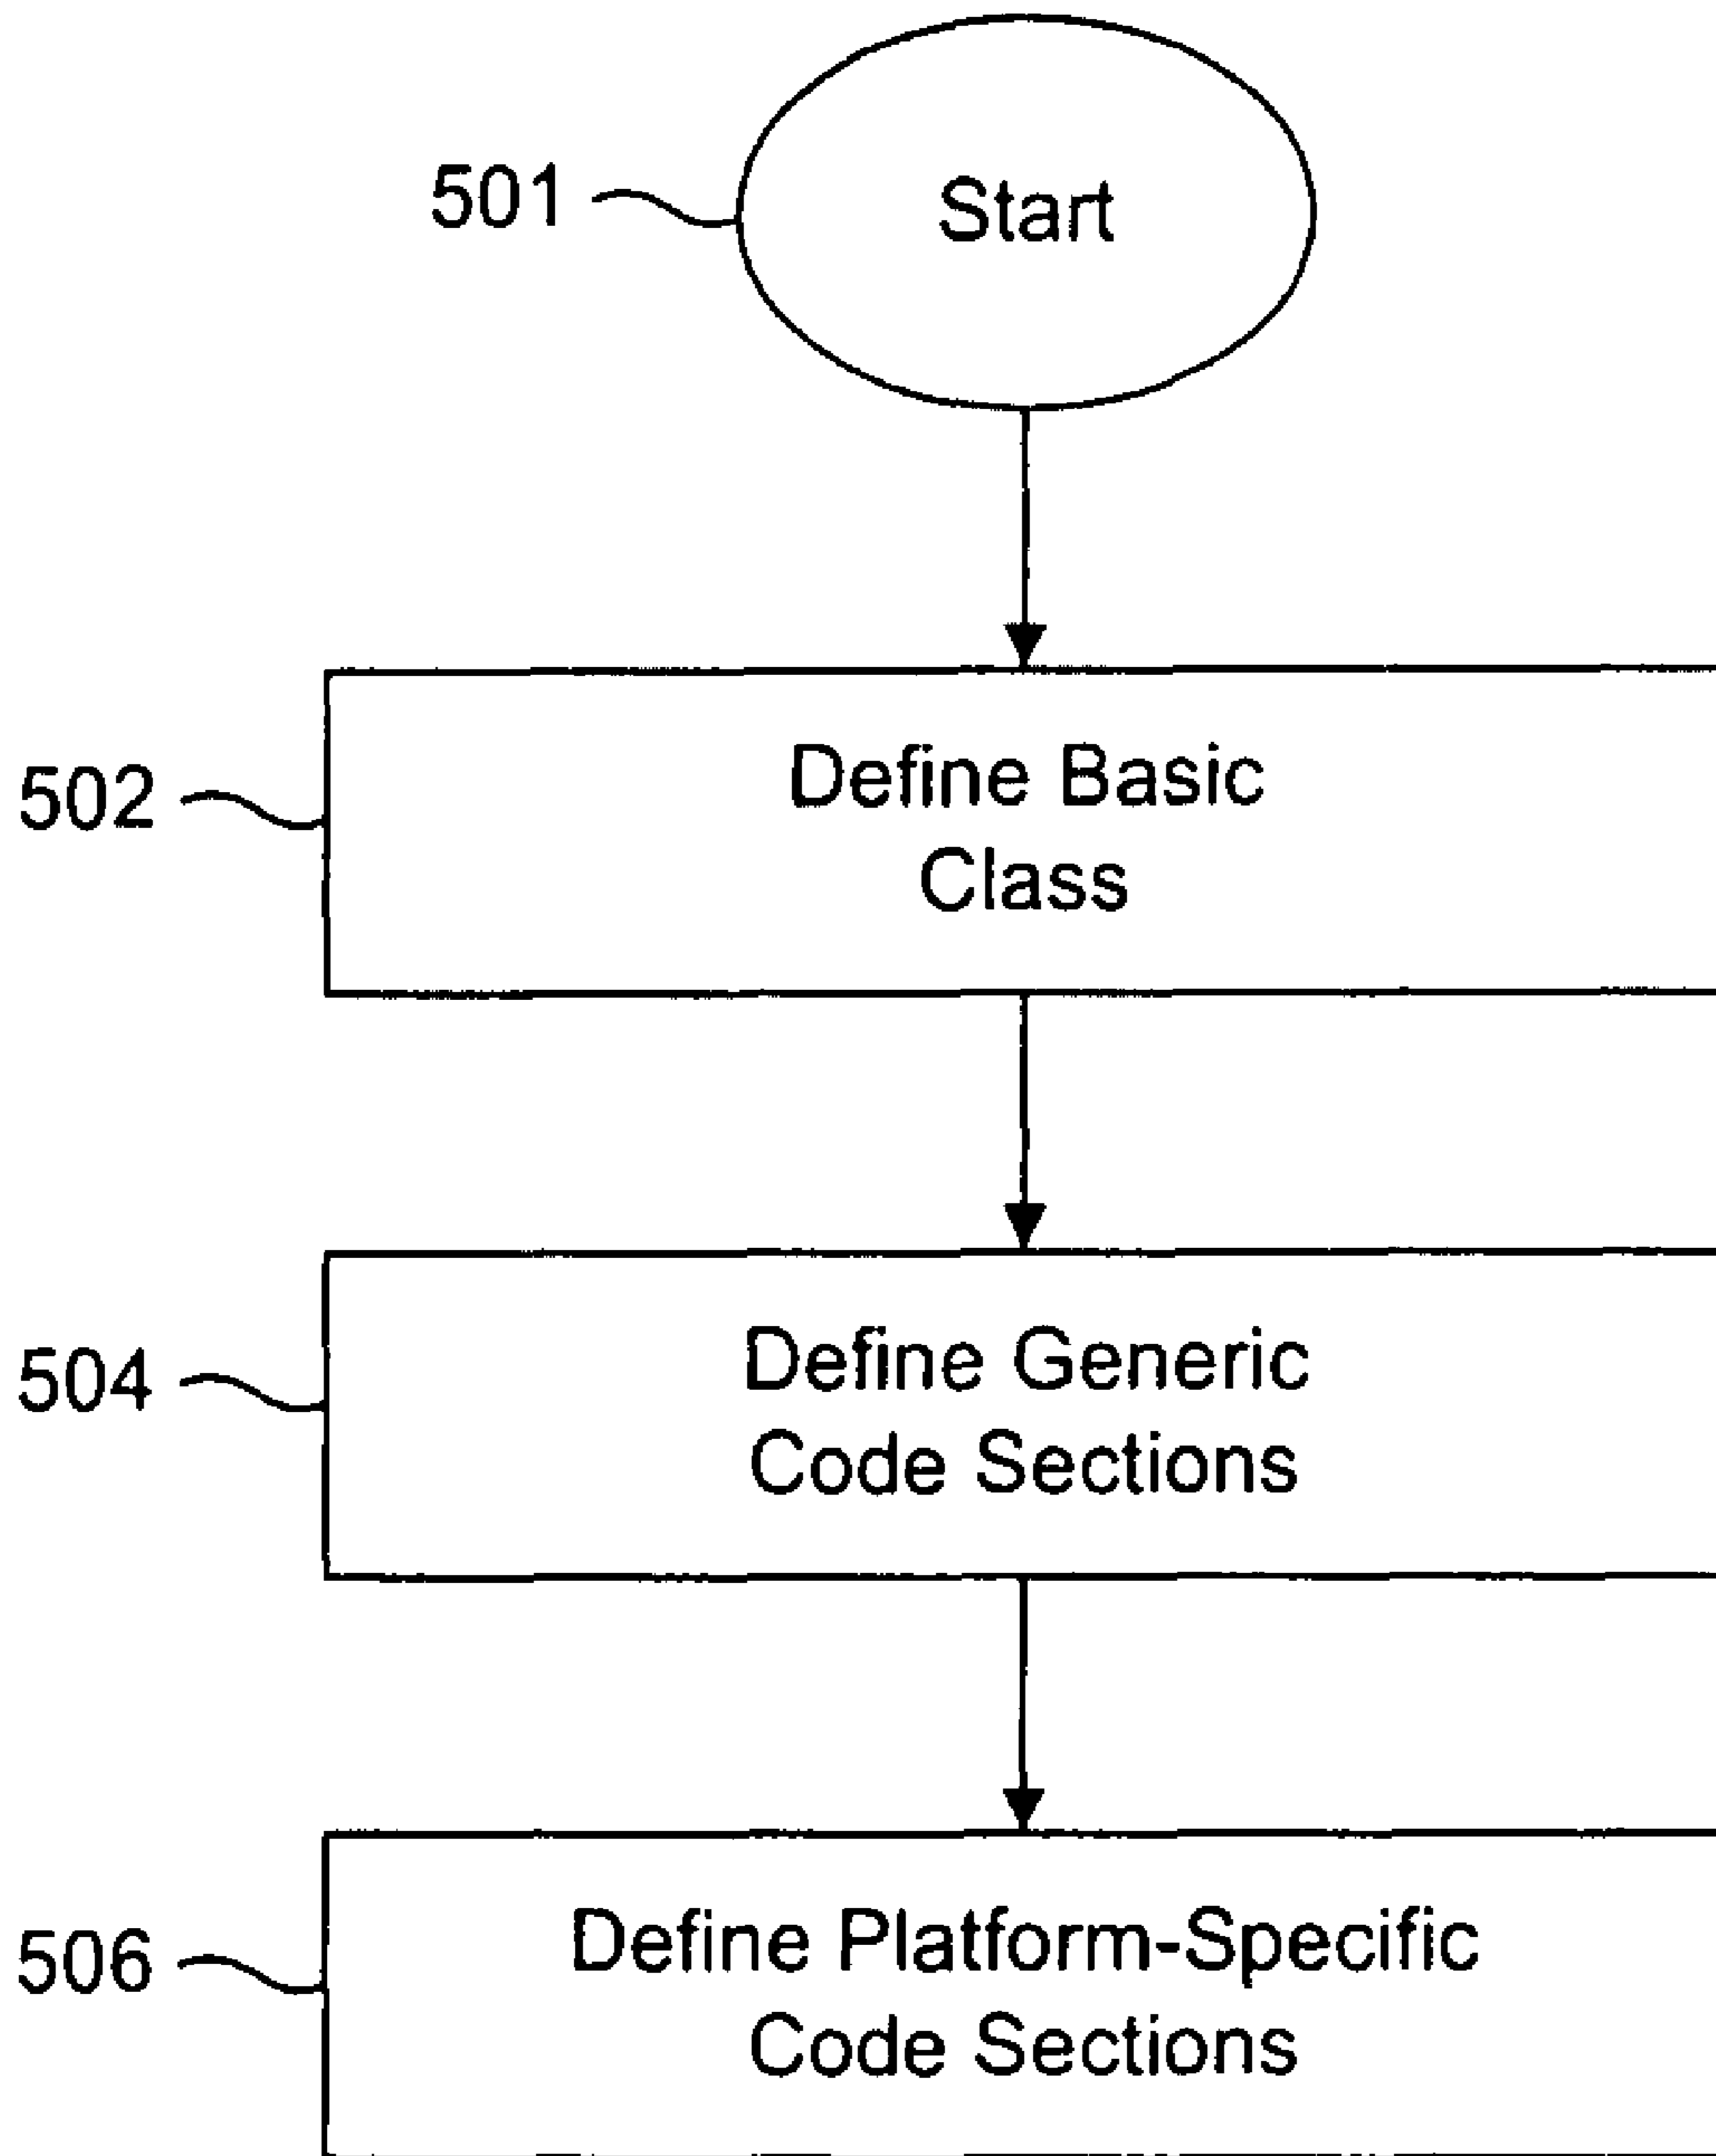 501
Start
502
Define Basic
Class
504
Define Generic
Code Sections
506
Define Platform-Specific
Code Sections